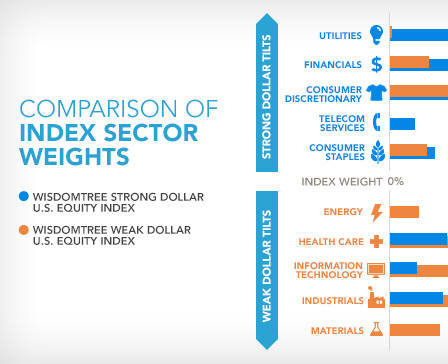 COMPARISON OF
INDEX SECTOR
WEIGHTS
WISDOMTREE STRONG DOLLAR
U.S. EQUITY INDEX
WISDOMTREE WEAK DOLLAR
U.S. EQUITY INDEX
STRONG DOLLAR TILTS
UTILITIES
FINANCIALS
$
CONSUMER
DISCRETIONARY
TELECOM
SERVICES
CONSUMER
STAPLES
INDEX WEIGHT 0%
WEAK DOLLAR TILTS
ENERGY
HEALTH CARE
INFORMATION
TECHNOLOGY
INDUSTRIALS
MATERIALS